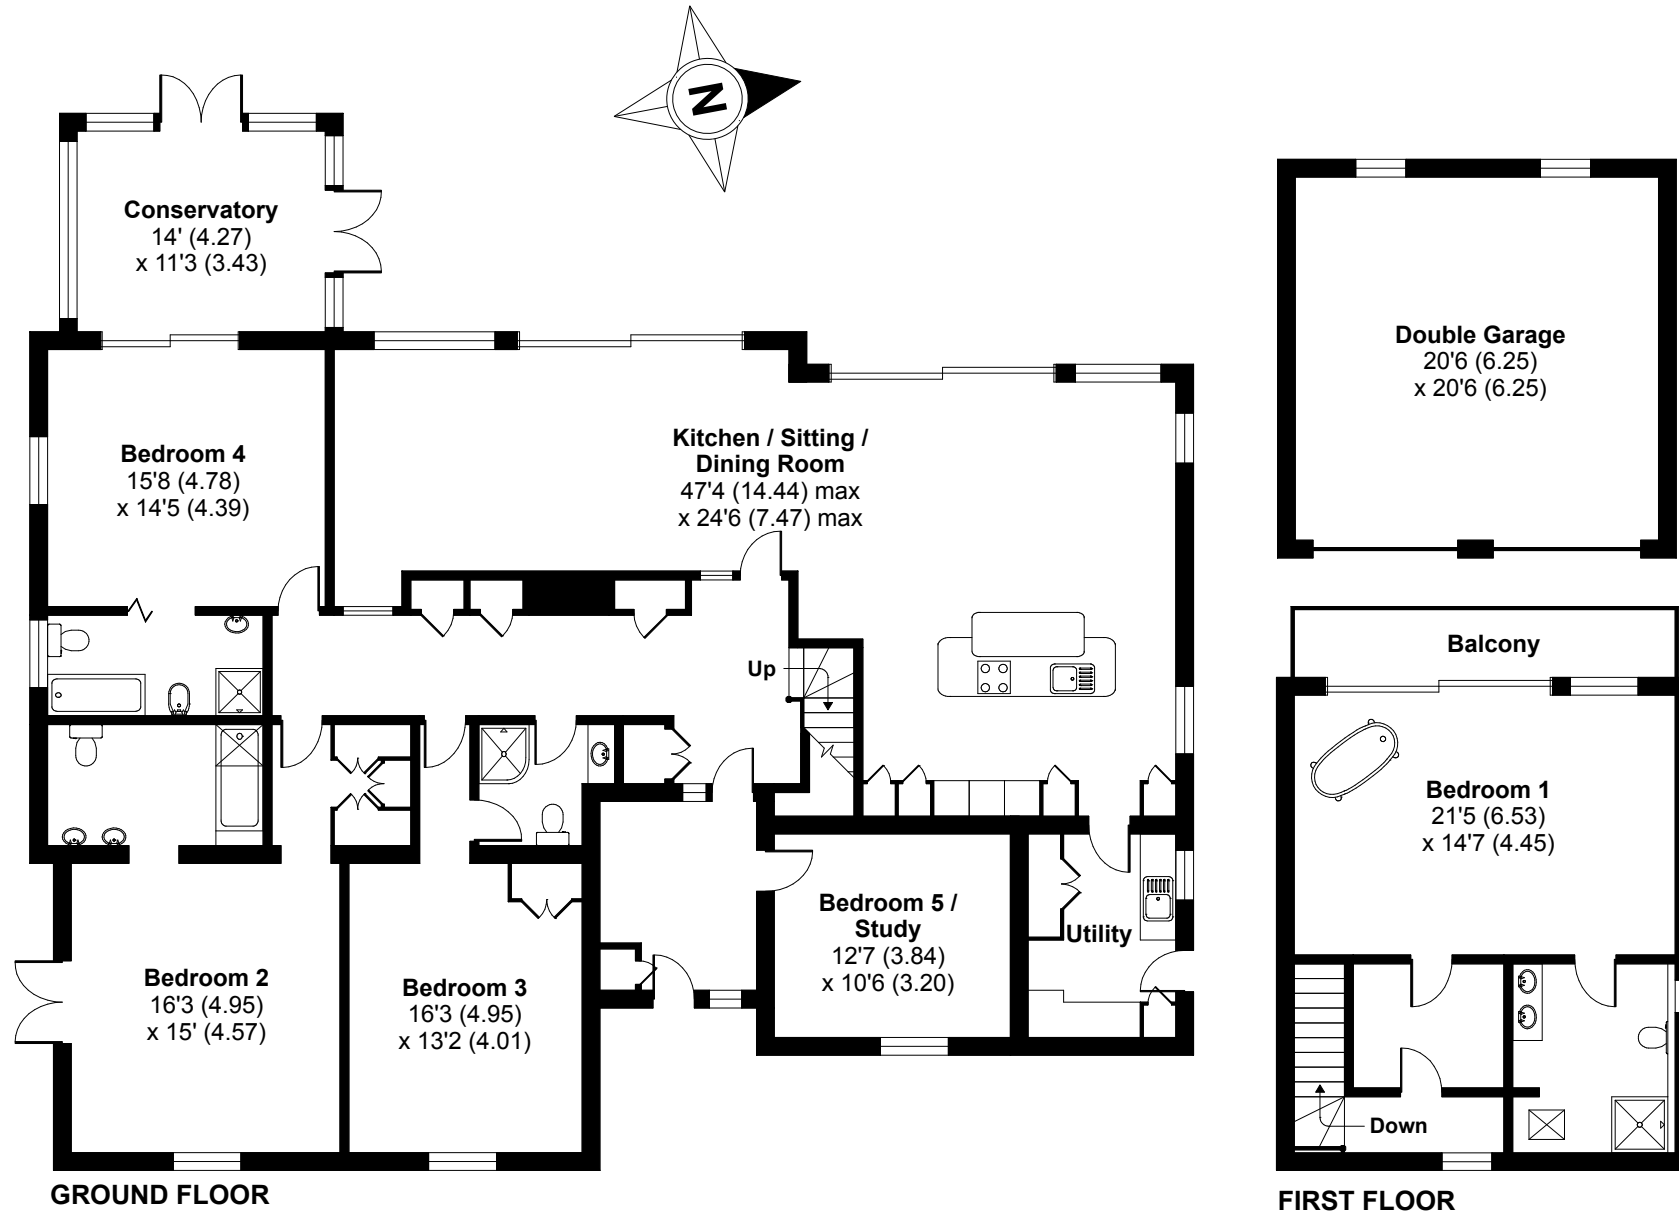 N
Conservatory
14' (4.27)
x 11'3 (3.43)
Double Garage
20'6 (6.25)
x 20'6 (6.25)
Kitchen / Sitting /
Dining Room
47'4 (14.44) max
x 24'6 (7.47) max
Bedroom 4
15'8 (4.78)
x 14'5 (4.39)
Up
Balcony
Bedroom 1
21'5 (6.53)
x 14'7 (4.45)
Bedroom 5 /
Study
12'7 (3.84)
x 10'6 (3.20)
Utility
Bedroom 2
16'3 (4.95)
x 15' (4.57)
Bedroom 3
16'3 (4.95)
x 13'2 (4.01)
Down
GROUND FLOOR
FIRST FLOOR